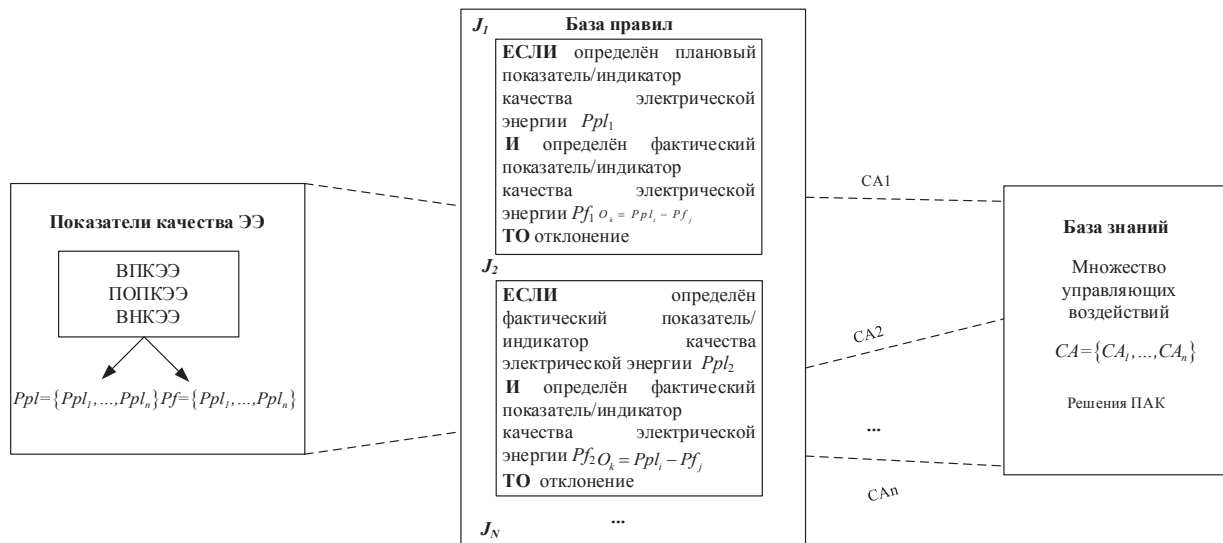 Показатели качества ЭЭ
ВПКЭЭ
ПОПКЭЭ
ВНКЭЭ
Ppl={Ppl₁,...,Pplₙ} Pf={Ppl₁,...,Pplₙ}
J₁
База правил
ЕСЛИ определён плановый
показатель/индикатор
качества электрической
энергии Ppl₁
И определён фактический
показатель/индикатор
качества электрической
энергии Pf₁ Oₖ = Pplᵢ − Pfⱼ
ТО отклонение
J₂
ЕСЛИ определён
фактический показатель/
индикатор качества
электрической энергии Ppl₂
И определён фактический
показатель/индикатор
качества электрической
энергии Pf₂ Oₖ = Pplᵢ − Pfⱼ
ТО отклонение
J_N
...
CA1
CA2
...
CAn
База знаний
Множество
управляющих
воздействий
CA={CA₁,...,CAₙ}
Решения ПАК